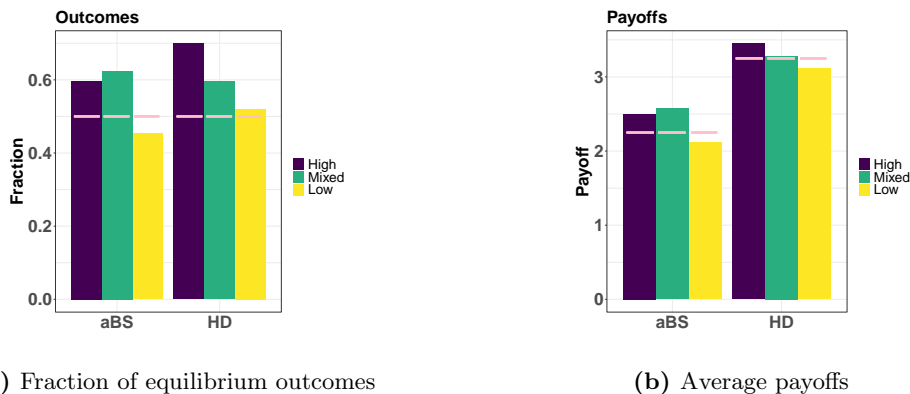 Outcomes
0.6
0.4
0.2
0.0
Fraction
aBS HD
High
Mixed
Low
) Fraction of equilibrium outcomes
Payoffs
3
2
1
0
Payoff
aBS HD
High
Mixed
Low
(b) Average payoffs